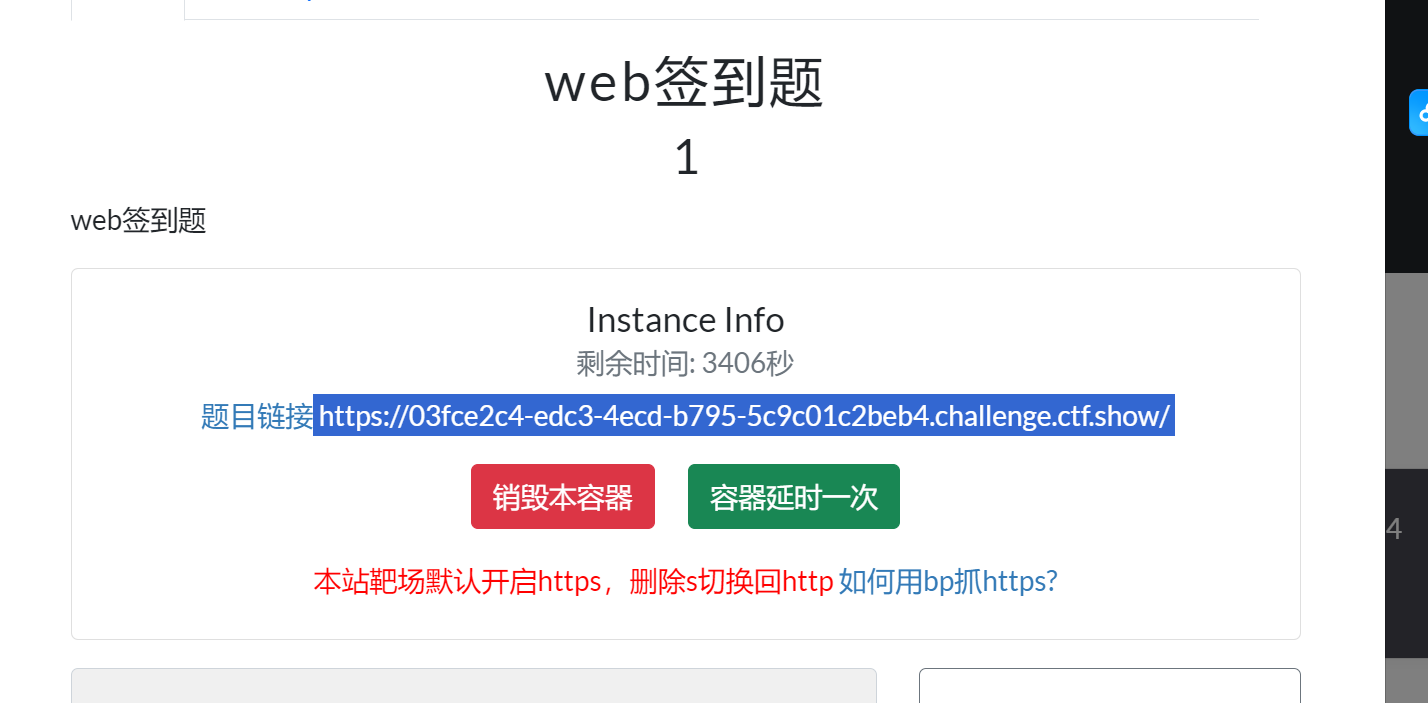 web签到题
1
web签到题
Instance Info
剩余时间: 3406秒
题目链接 https://03fce2c4-edc3-4ecd-b795-5c9c01c2beb4.challenge.ctf.show/
销毁本容器
容器延时一次
本站靶场默认开启https，删除s切换回http 如何用bp抓https?
4